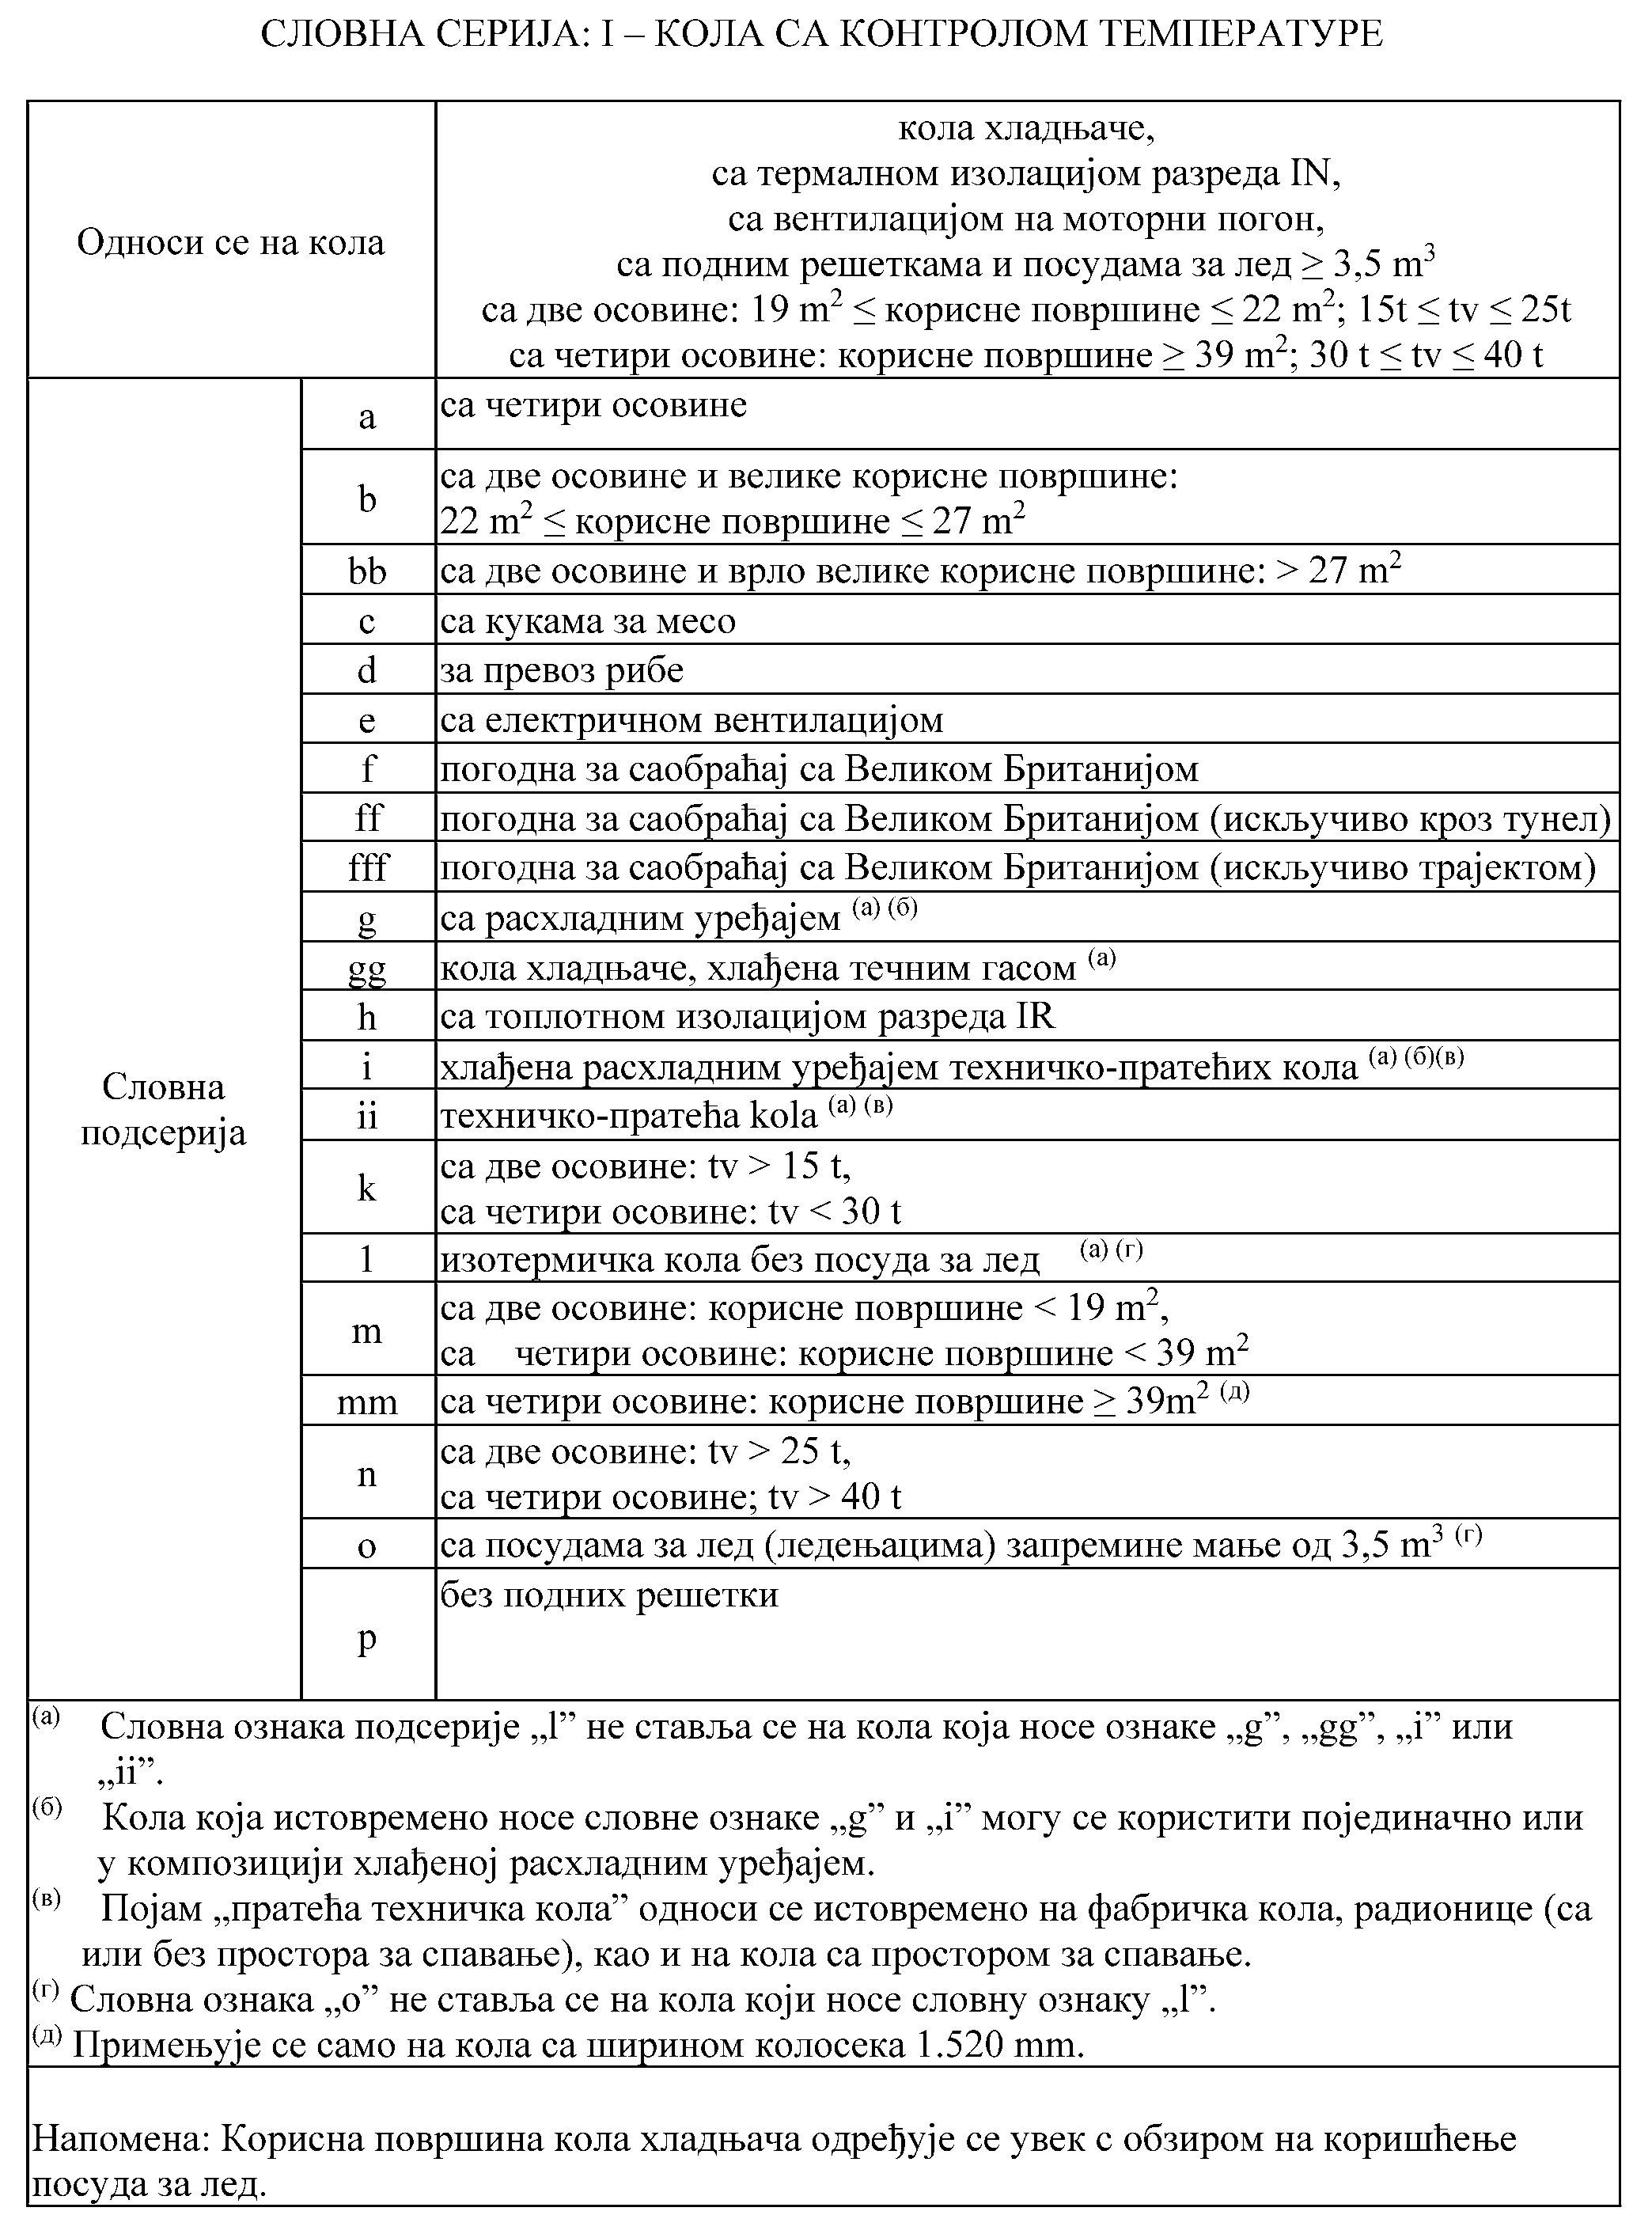 СЛОВНА СЕРИЈА: I – КОЛА СА КОНТРОЛОМ ТЕМПЕРАТУРЕ
Односи се на кола
кола хладњаче,
са термалном изолацијом разреда IN,
са вентилацијом на моторни погон,
са подним решеткама и посудама за лед ≥ 3,5 m³
са две осовине: 19 m² ≤ корисне површине ≤ 22 m²; 15t ≤ tv ≤ 25t
са четири осовине: корисне површине ≥ 39 m²; 30 t ≤ tv ≤ 40 t
Словна
подсерија
a са четири осовине
b са две осовине и велике корисне површине:
22 m² ≤ корисне површине ≤ 27 m²
bb са две осовине и врло велике корисне површине: > 27 m²
c са кукама за месо
d за превоз рибе
e са електричном вентилацијом
f погодна за саобраћај са Великом Британијом
ff погодна за саобраћај са Великом Британијом (искључиво кроз тунел)
fff погодна за саобраћај са Великом Британијом (искључиво трајектом)
g са расхладним уређајем (а) (б)
gg кола хладњаче, хлађена течним гасом (а)
h са топлотном изолацијом разреда IR
i хлађена расхладним уређајем техничко-пратећих кола (а) (б)(в)
ii техничко-пратећа kola (а) (в)
k са две осовине: tv > 15 t,
са четири осовине: tv < 30 t
l изотермичка кола без посуда за лед (а) (г)
m са две осовине: корисне површине < 19 m²,
са четири осовине: корисне површине < 39 m²
mm са четири осовине: корисне површине ≥ 39m² (д)
n са две осовине: tv > 25 t,
са четири осовине; tv > 40 t
o са посудама за лед (ледењацима) запремине мање од 3,5 m³ (г)
p без подних решетки
(а) Словна ознака подсерије „l” не ставља се на кола која носе ознаке „g”, „gg”, „i” или
„ii”.
(б) Кола која истовремено носе словне ознаке „g” и „i” могу се користити појединачно или
у композицији хлађеној расхладним уређајем.
(в) Појам „пратећа техничка кола” односи се истовремено на фабричка кола, радионице (са
или без простора за спавање), као и на кола са простором за спавање.
(г) Словна ознака „о” не ставља се на кола који носе словну ознаку „l”.
(д) Примењује се само на кола са ширином колосека 1.520 mm.
Напомена: Корисна површина кола хладњача одређује се увек с обзиром на коришћење
посуда за лед.